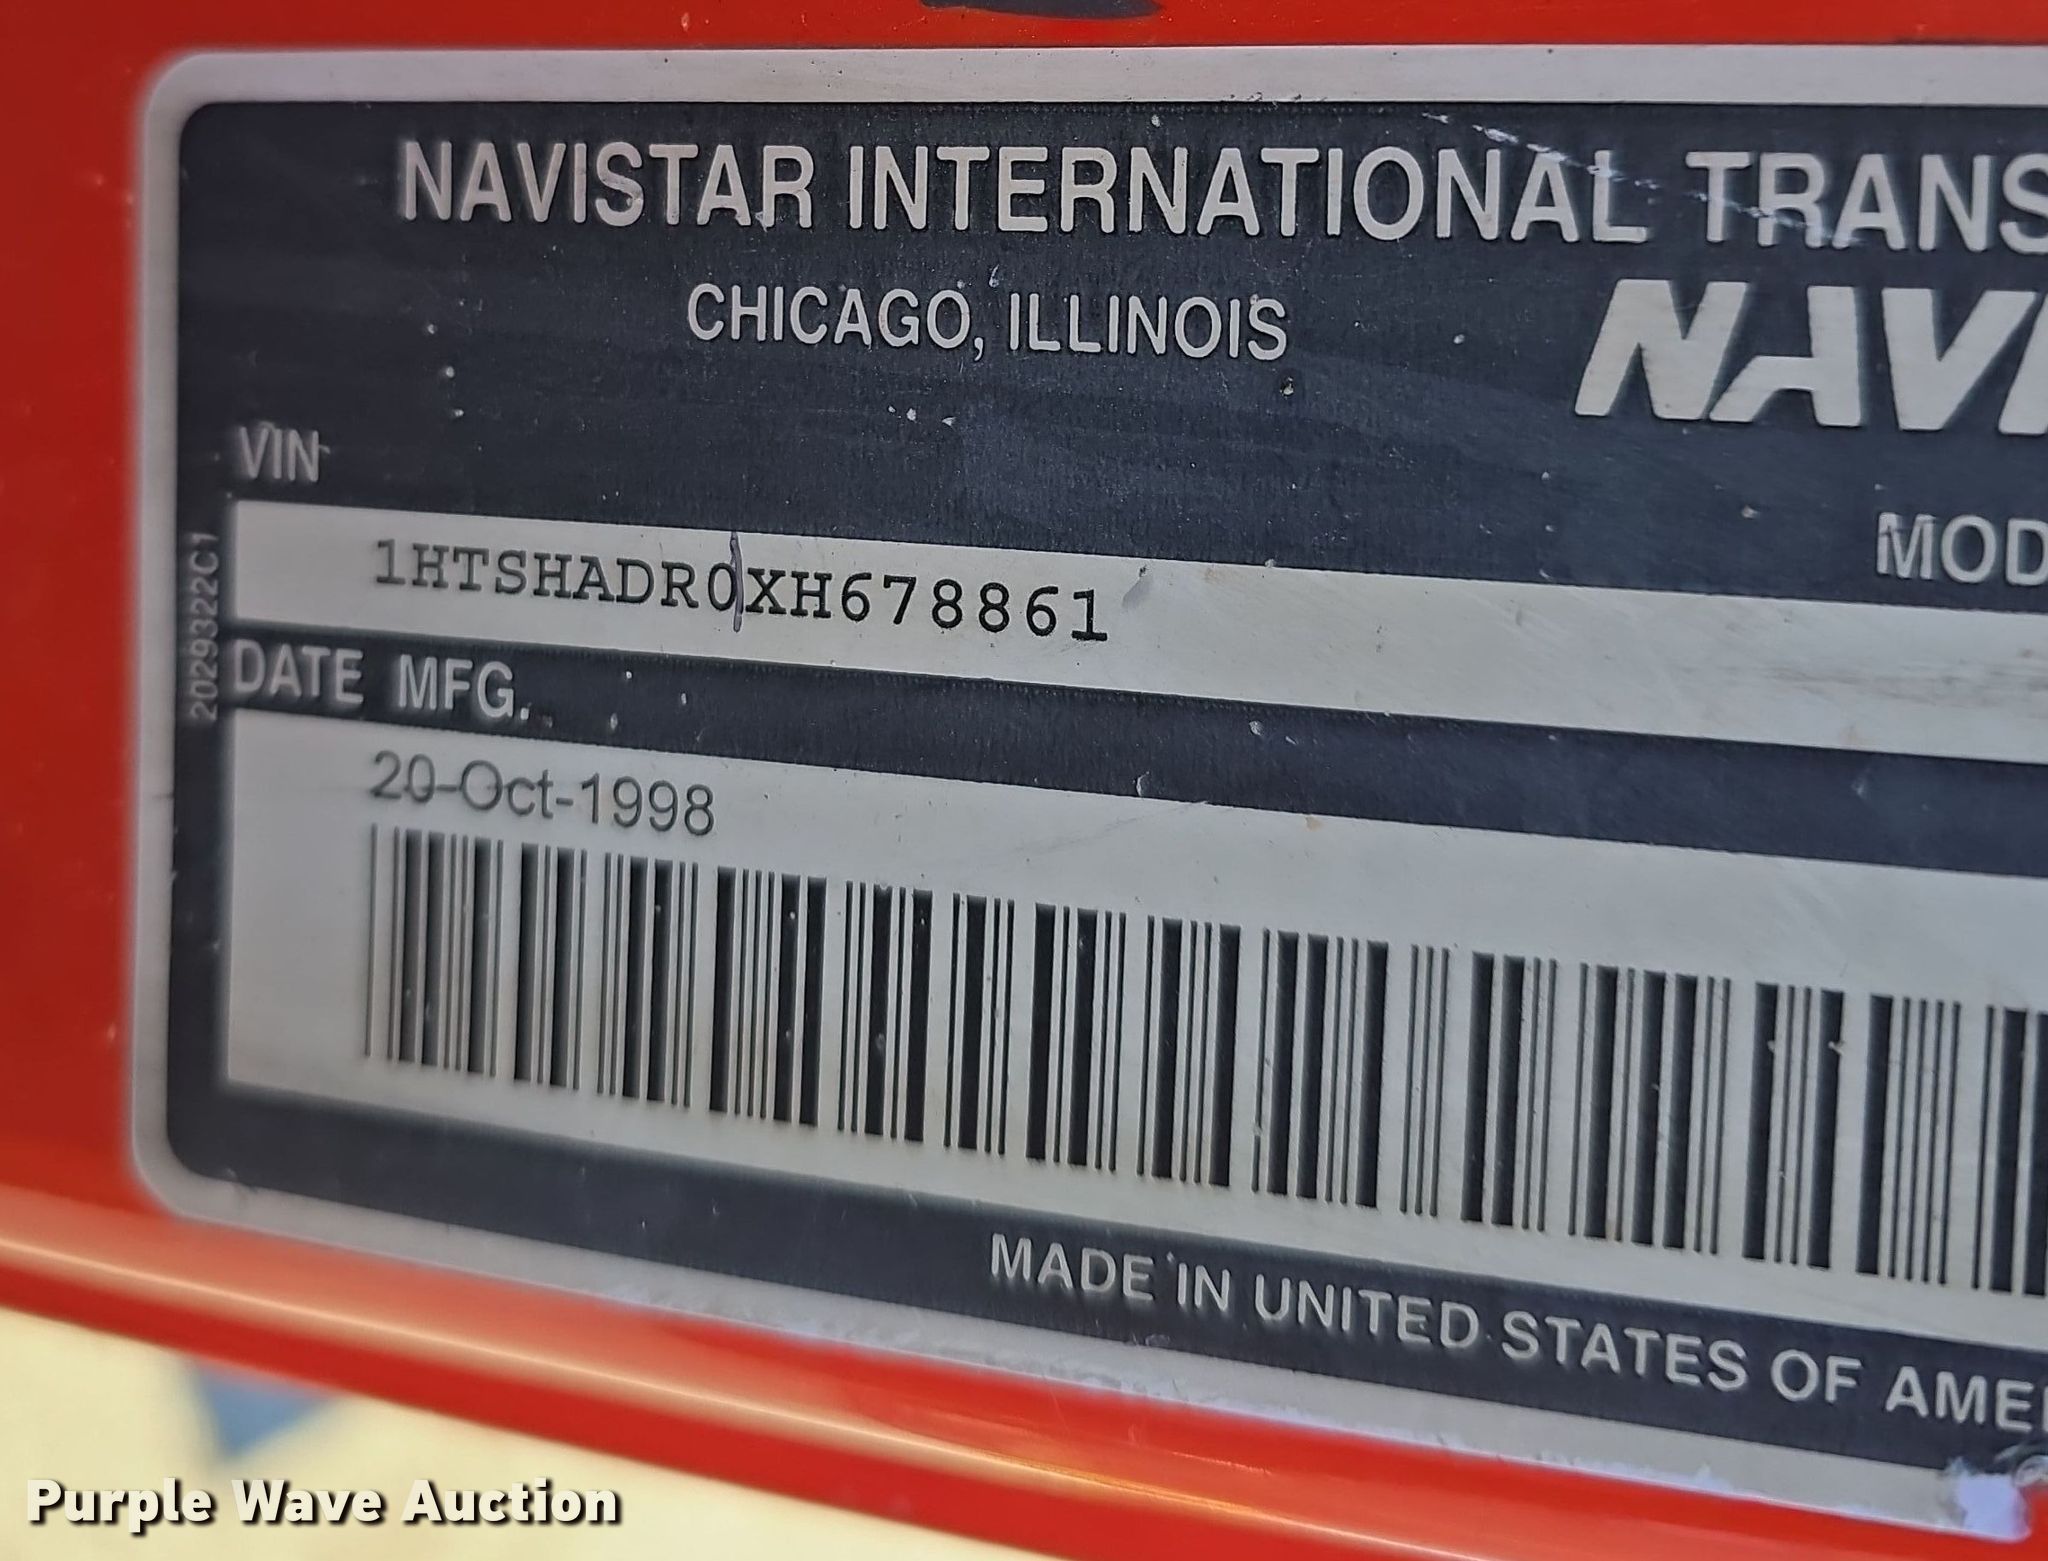 NAVISTAR INTERNATIONAL TRANS
CHICAGO, ILLINOIS
NAVI
VIN
MOD
1HTSHADR0XH678861
2029322C1
DATE MFG.
20-Oct-1998
MADE IN UNITED STATES OF AME
Purple Wave Auction